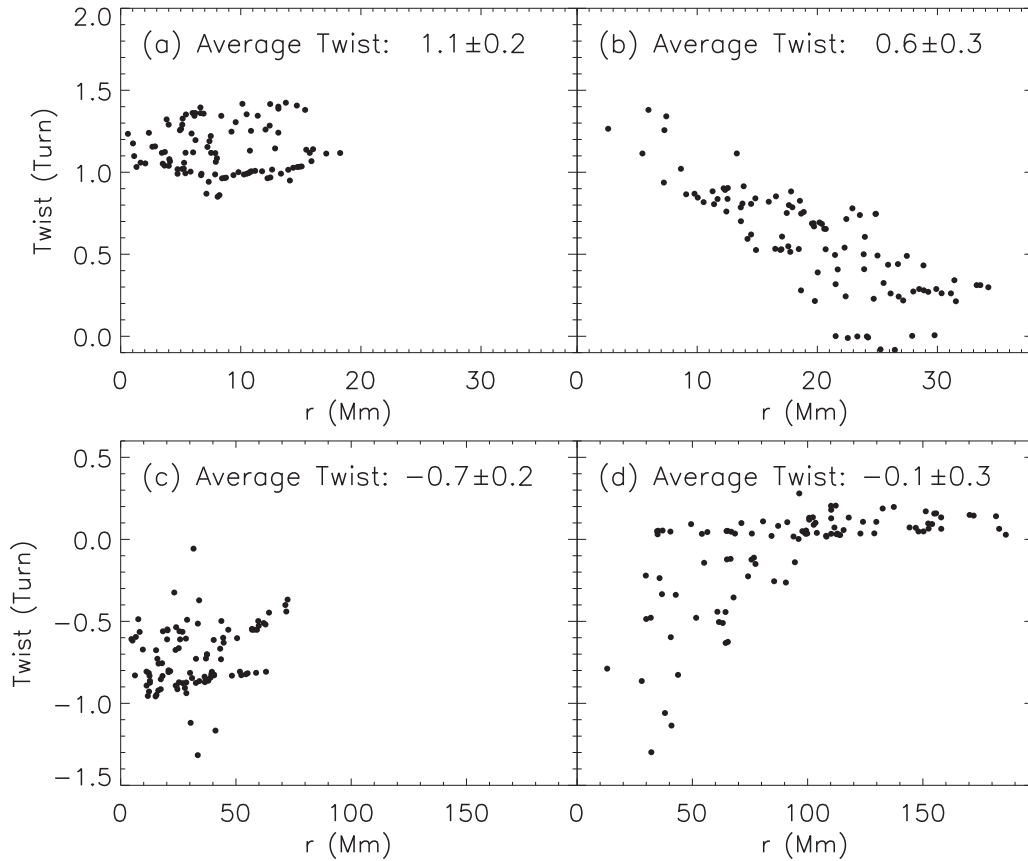 (a) Average Twist: 1.1±0.2
(b) Average Twist: 0.6±0.3
2.0
1.5
1.0
0.5
0.0
Twist (Turn)
0 10 20 30
0 10 20 30
r (Mm)
r (Mm)
(c) Average Twist: −0.7±0.2
(d) Average Twist: −0.1±0.3
0.5
0.0
−0.5
−1.0
−1.5
Twist (Turn)
0 50 100 150
0 50 100 150
r (Mm)
r (Mm)